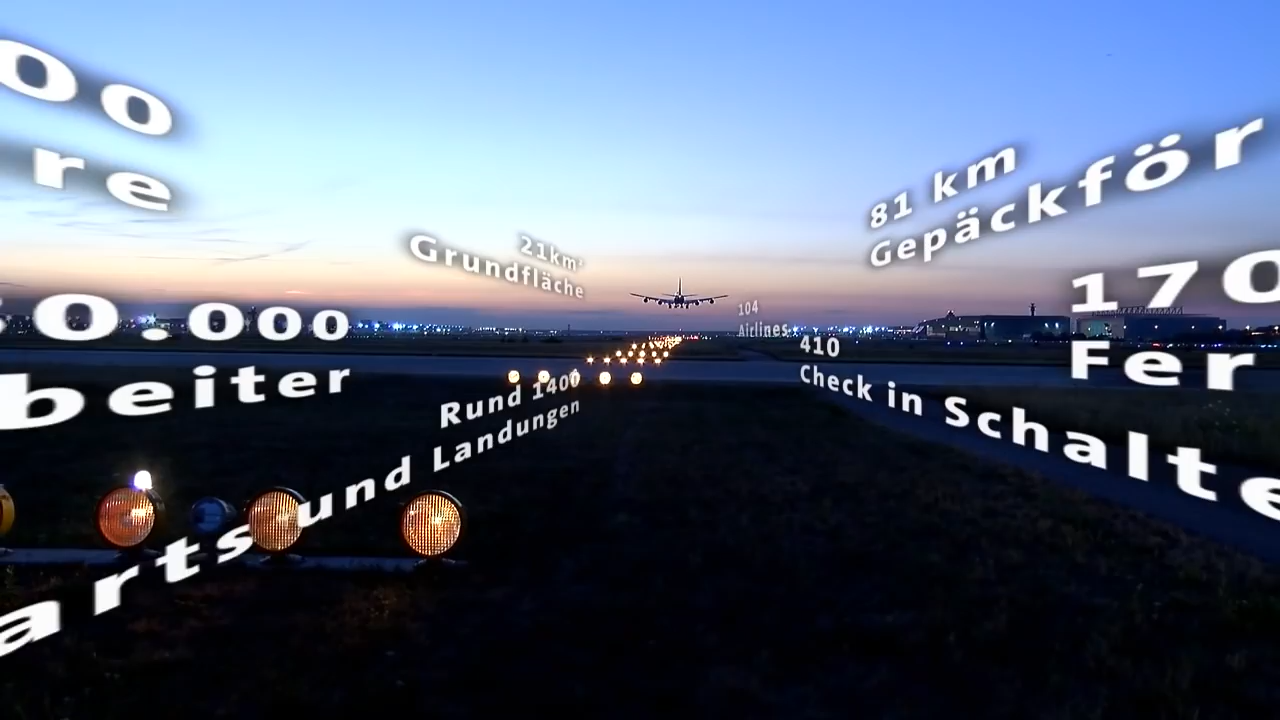 00
re
0.000
beiter
21km²
Grundfläche
Rund 1400
arts und Landungen
104
Airlines
81 km
Gepäckför
410
Check in Schalte
170
Fer